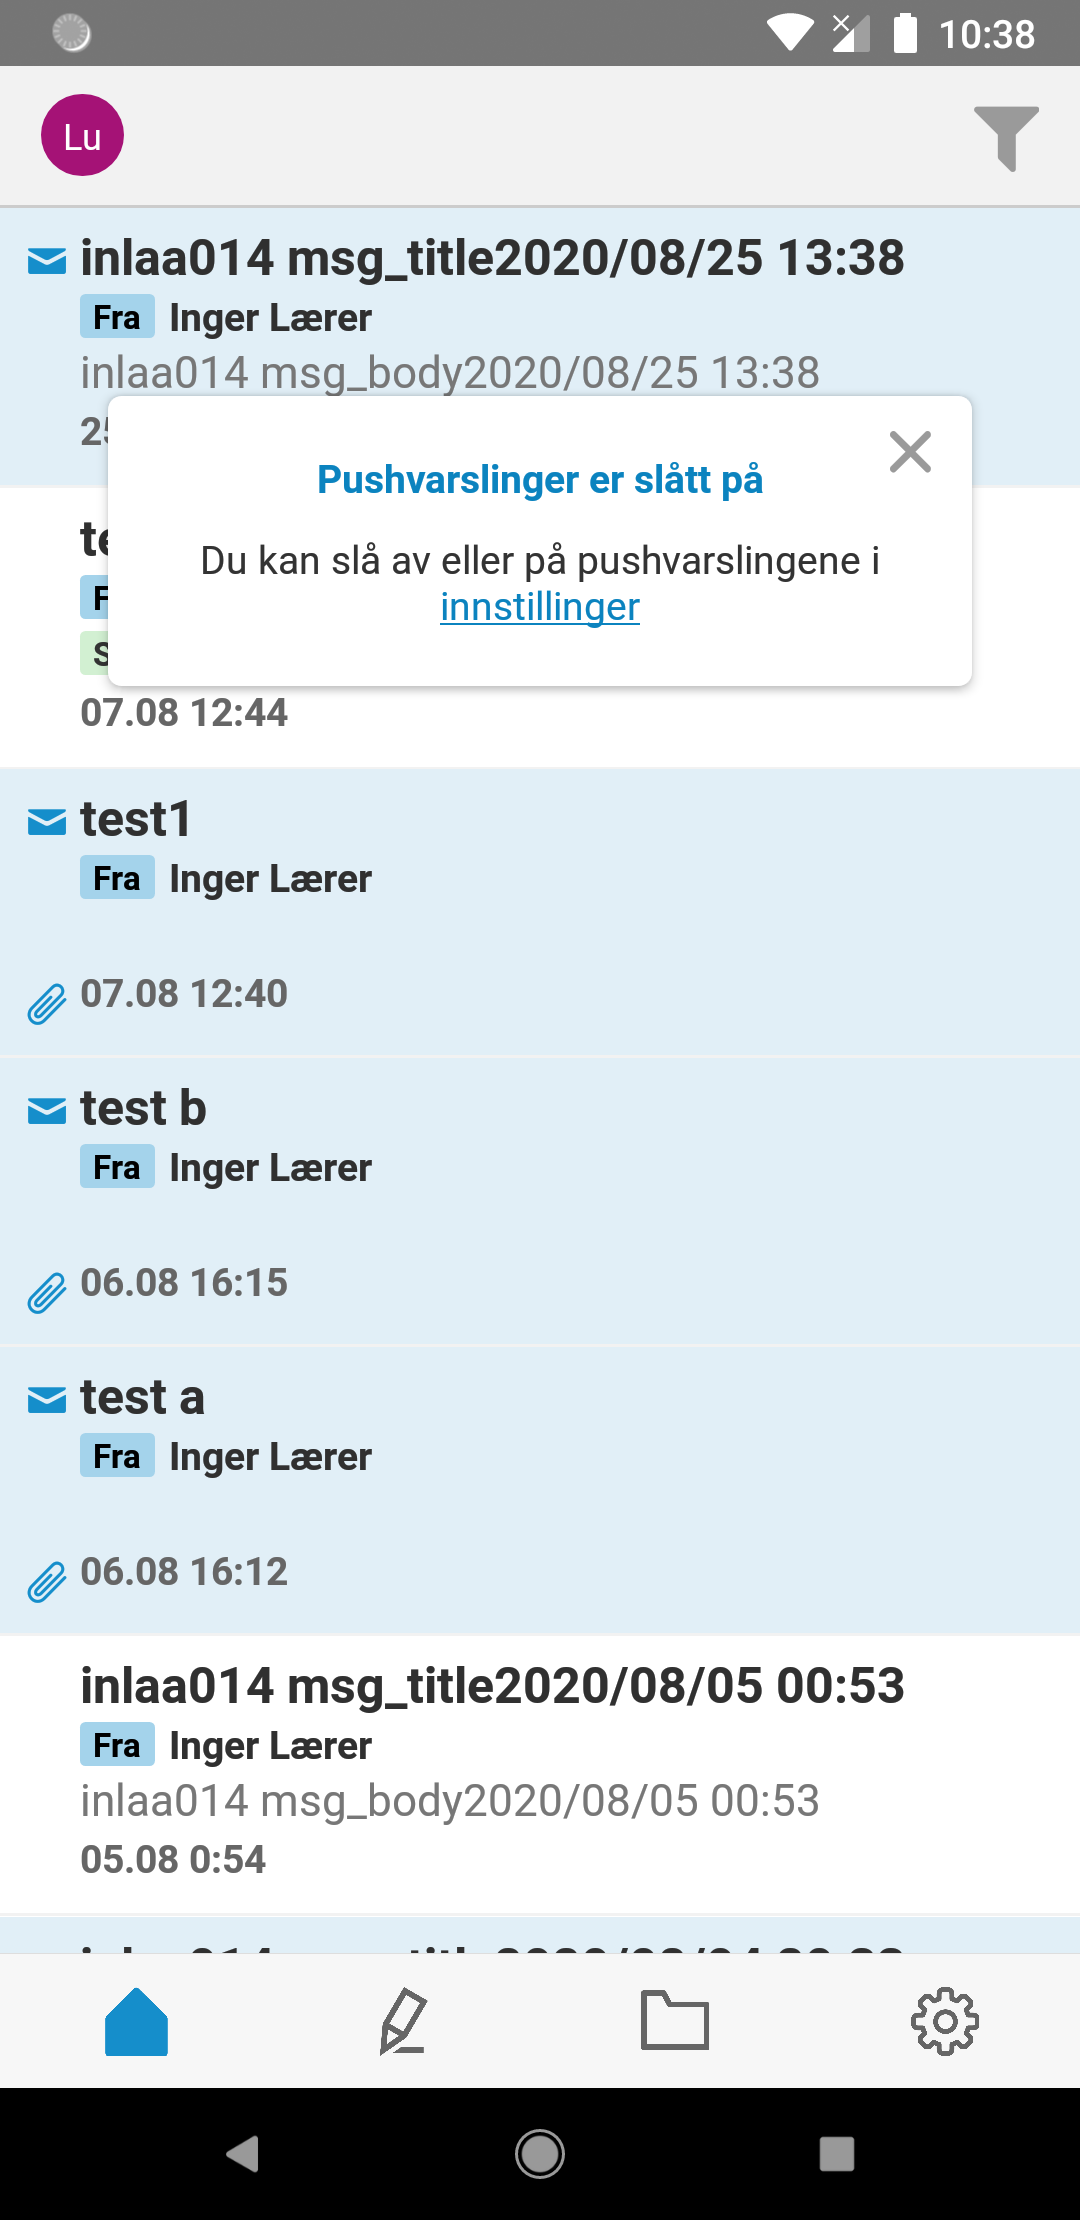 10:38
Lu
inlaa014 msg_title2020/08/25 13:38
Fra Inger Lærer
inlaa014 msg_body2020/08/25 13:38
Pushvarslinger er slått på
Du kan slå av eller på pushvarslingene i
innstillinger
07.08 12:44
test1
Fra Inger Lærer
07.08 12:40
test b
Fra Inger Lærer
06.08 16:15
test a
Fra Inger Lærer
06.08 16:12
inlaa014 msg_title2020/08/05 00:53
Fra Inger Lærer
inlaa014 msg_body2020/08/05 00:53
05.08 0:54